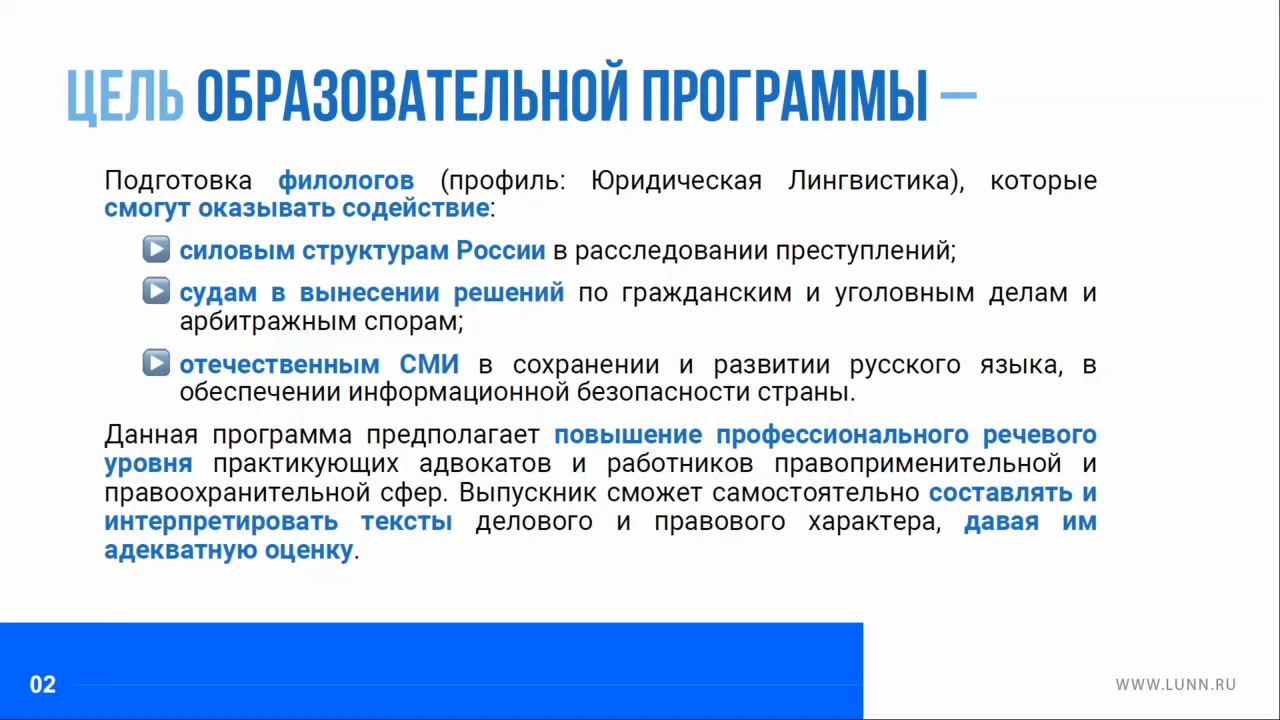 ЦЕЛЬ ОБРАЗОВАТЕЛЬНОЙ ПРОГРАММЫ –
Подготовка филологов (профиль: Юридическая Лингвистика), которые
смогут оказывать содействие:
силовым структурам России в расследовании преступлений;
судам в вынесении решений по гражданским и уголовным делам и
арбитражным спорам;
отечественным СМИ в сохранении и развитии русского языка, в
обеспечении информационной безопасности страны.
Данная программа предполагает повышение профессионального речевого
уровня практикующих адвокатов и работников правоприменительной и
правоохранительной сфер. Выпускник сможет самостоятельно составлять и
интерпретировать тексты делового и правового характера, давая им
адекватную оценку.
02
WWW.LUNN.RU